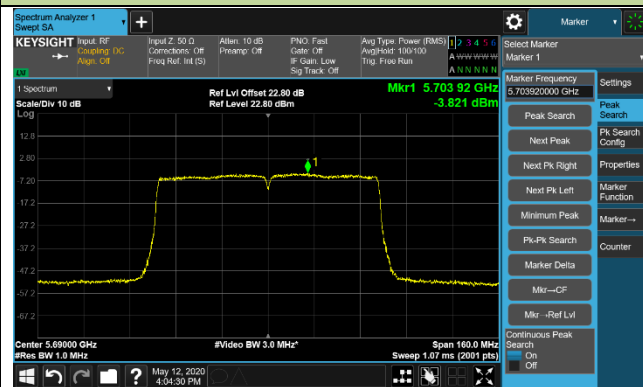 Spectrum Analyzer 1
Swept SA
Marker
KEYSIGHT Input: RF
Coupling: DC
Align: Off
Input Z: 50 Ω
Corrections: Off
Freq Ref: Int (S)
Atten: 10 dB
Preamp: Off
PNO: Fast
Gate: Off
IF Gain: Low
Sig Track: Off
Avg Type: Power (RMS)
Avg|Hold: 100/100
Trig: Free Run
1 2 3 4 5 6
A W W W W W
A N N N N N
Select Marker
Marker 1
LXI
1 Spectrum
Scale/Div 10 dB
Log
Ref Lvl Offset 22.80 dB
Ref Level 22.80 dBm
Mkr1 5.703 92 GHz
-3.821 dBm
12.8
2.80
-7.20
-17.2
-27.2
-37.2
-47.2
-57.2
1
Center 5.69000 GHz
#Res BW 1.0 MHz
#Video BW 3.0 MHz*
Span 160.0 MHz
Sweep 1.07 ms (2001 pts)
Marker Frequency
5.703920000 GHz
Peak Search
Next Peak
Next Pk Right
Next Pk Left
Minimum Peak
Pk-Pk Search
Marker Delta
Mkr→CF
Mkr→Ref Lvl
Continuous Peak
Search
On
Off
Settings
Peak
Search
Pk Search
Config
Properties
Marker
Function
Marker→
Counter
?
May 12, 2020
4:04:30 PM